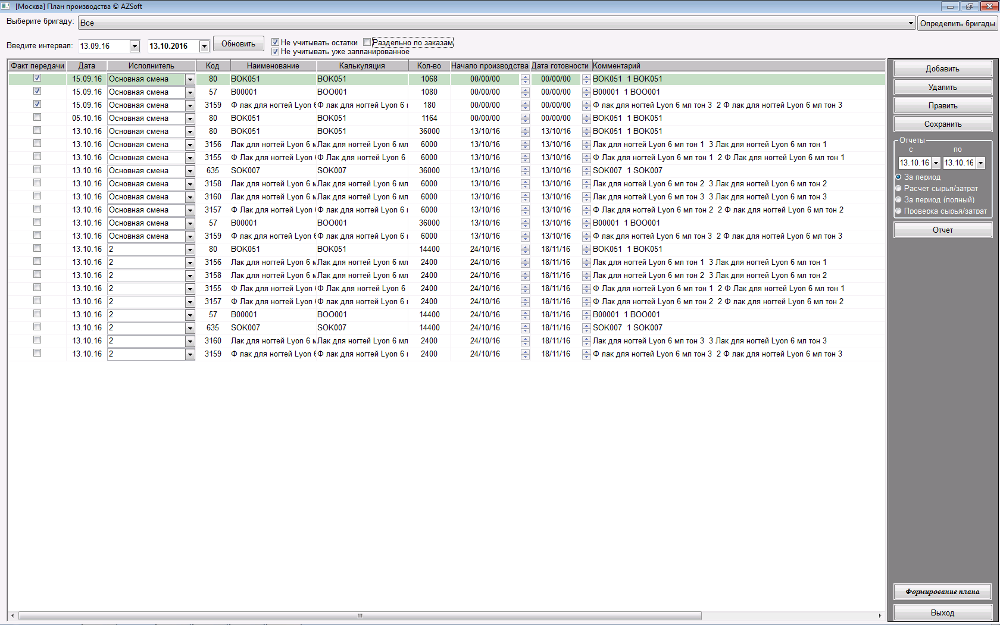 [Москва] План производства © AZSoft
Выберите бригаду: Все Определить бригады
Введите интервал: 13.09.16 13.10.2016 Обновить Не учитывать остатки Раздельно по заказам
Не учитывать уже запланированное
Факт передачи Дата Исполнитель Код Наименование Калькуляция Кол-во Начало производства Дата готовности Комментарий
15.09.16 Основная смена 80 BOK051 BOK051 1068 00/00/00 00/00/00 BOK051 1 BOK051
15.09.16 Основная смена 57 B00001 BOO001 1080 00/00/00 00/00/00 B00001 1 BOO001
15.09.16 Основная смена 3159 Ф лак для ногтей Lyon 6 Ф лак для ногтей Lyon 6 180 00/00/00 00/00/00 Ф лак для ногтей Lyon 6 мл тон 3 2 Ф лак для ногтей Lyon 6 мл тон 3
05.10.16 Основная смена 80 BOK051 BOK051 1164 00/00/00 00/00/00 BOK051 1 BOK051
13.10.16 Основная смена 80 BOK051 BOK051 36000 13/10/16 13/10/16 BOK051 1 BOK051
13.10.16 Основная смена 3156 Лак для ногтей Lyon 6 Лак для ногтей Lyon 6 мл 6000 13/10/16 13/10/16 Лак для ногтей Lyon 6 мл тон 1 3 Лак для ногтей Lyon 6 мл тон 1
13.10.16 Основная смена 3155 Ф Лак для ногтей Lyon Ф Лак для ногтей Lyon 6 6000 13/10/16 13/10/16 Ф Лак для ногтей Lyon 6 мл тон 1 2 Ф Лак для ногтей Lyon 6 мл тон 1
13.10.16 Основная смена 635 SOK007 SOK007 36000 13/10/16 13/10/16 SOK007 1 SOK007
13.10.16 Основная смена 3158 Лак для ногтей Lyon 6 Лак для ногтей Lyon 6 мл 6000 13/10/16 13/10/16 Лак для ногтей Lyon 6 мл тон 2 3 Лак для ногтей Lyon 6 мл тон 2
13.10.16 Основная смена 3160 Лак для ногтей Lyon 6 Лак для ногтей Lyon 6 мл 6000 13/10/16 13/10/16 Лак для ногтей Lyon 6 мл тон 3 3 Лак для ногтей Lyon 6 мл тон 3
13.10.16 Основная смена 3157 Ф Лак для ногтей Lyon Ф Лак для ногтей Lyon 6 6000 13/10/16 13/10/16 Ф Лак для ногтей Lyon 6 мл тон 2 2 Ф лак для ногтей Lyon 6 мл тон 2
13.10.16 Основная смена 57 B00001 BOO001 36000 13/10/16 13/10/16 B00001 1 BOO001
13.10.16 Основная смена 3159 Ф лак для ногтей Lyon 6 Ф лак для ногтей Lyon 6 6000 13/10/16 13/10/16 Ф лак для ногтей Lyon 6 мл тон 3 2 Ф лак для ногтей Lyon 6 мл тон 3
13.10.16 2 80 BOK051 BOK051 14400 24/10/16 18/11/16 BOK051 1 BOK051
13.10.16 2 3156 Лак для ногтей Lyon 6 Лак для ногтей Lyon 6 мл 2400 24/10/16 18/11/16 Лак для ногтей Lyon 6 мл тон 1 3 Лак для ногтей Lyon 6 мл тон 1
13.10.16 2 3158 Лак для ногтей Lyon 6 Лак для ногтей Lyon 6 мл 2400 24/10/16 18/11/16 Лак для ногтей Lyon 6 мл тон 2 3 Лак для ногтей Lyon 6 мл тон 2
13.10.16 2 3155 Ф Лак для ногтей Lyon Ф Лак для ногтей Lyon 6 2400 24/10/16 18/11/16 Ф Лак для ногтей Lyon 6 мл тон 1 2 Ф Лак для ногтей Lyon 6 мл тон 1
13.10.16 2 3157 Ф Лак для ногтей Lyon Ф лак для ногтей Lyon 6 2400 24/10/16 18/11/16 Ф Лак для ногтей Lyon 6 мл тон 2 2 Ф лак для ногтей Lyon 6 мл тон 2
13.10.16 2 57 B00001 BOO001 14400 24/10/16 18/11/16 B00001 1 BOO001
13.10.16 2 635 SOK007 SOK007 14400 24/10/16 18/11/16 SOK007 1 SOK007
13.10.16 2 3160 Лак для ногтей Lyon 6 Лак для ногтей Lyon 6 мл 2400 24/10/16 18/11/16 Лак для ногтей Lyon 6 мл тон 3 3 Лак для ногтей Lyon 6 мл тон 3
13.10.16 2 3159 Ф лак для ногтей Lyon 6 Ф лак для ногтей Lyon 6 2400 24/10/16 18/11/16 Ф лак для ногтей Lyon 6 мл тон 3 2 Ф лак для ногтей Lyon 6 мл тон 3
Добавить
Удалить
Править
Сохранить
Отчеты
с по
13.10.16 13.10.16
За период
Расчет сырья/затрат
За период (полный)
Проверка сырья/затрат
Отчет
Формирование плана
Выход